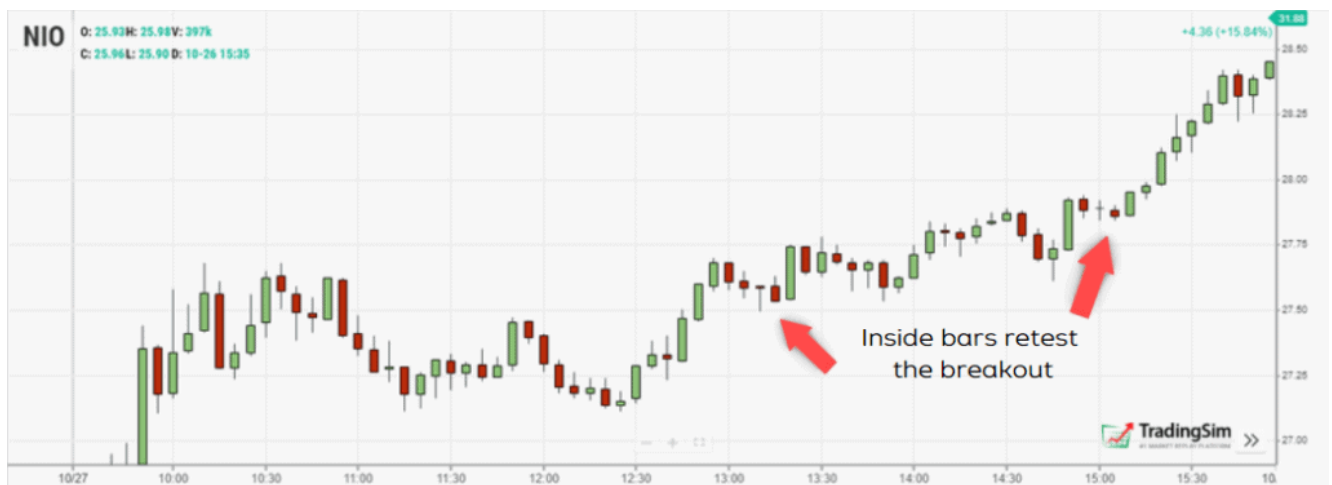 NIO
O: 25.93H: 25.98V: 397k
C: 25.96L: 25.90 D: 10-26 15:35
31.88
+4.36 (+15.84%)
28.50
28.25
28.00
27.75
27.50
27.25
27.00
Inside bars retest
the breakout
TradingSim
10/27 10:00 10:30 11:00 11:30 12:00 12:30 13:00 13:30 14:00 14:30 15:00 15:30 10.